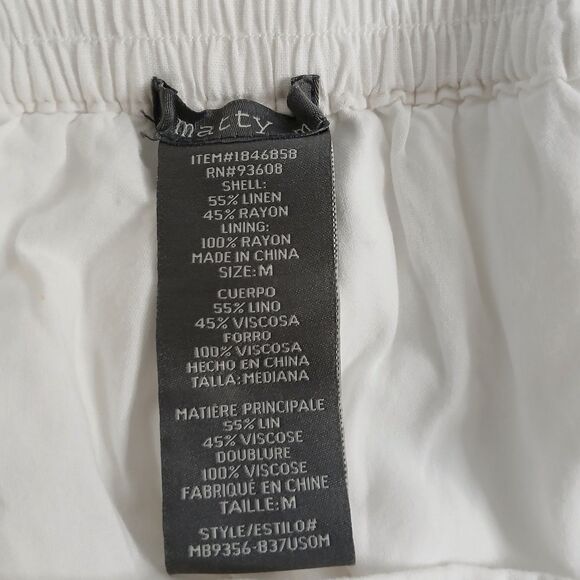 matty m
ITEM#1846858
RN#93608
SHELL:
55% LINEN
45% RAYON
LINING:
100% RAYON
MADE IN CHINA
SIZE: M
CUERPO
55% LINO
45% VISCOSA
FORRO
100% VISCOSA
HECHO EN CHINA
TALLA: MEDIANA
MATIÈRE PRINCIPALE
55% LIN
45% VISCOSE
DOUBLURE
100% VISCOSE
FABRIQUÉ EN CHINE
TAILLE: M
STYLE/ESTILO#
MB9356-837USOM